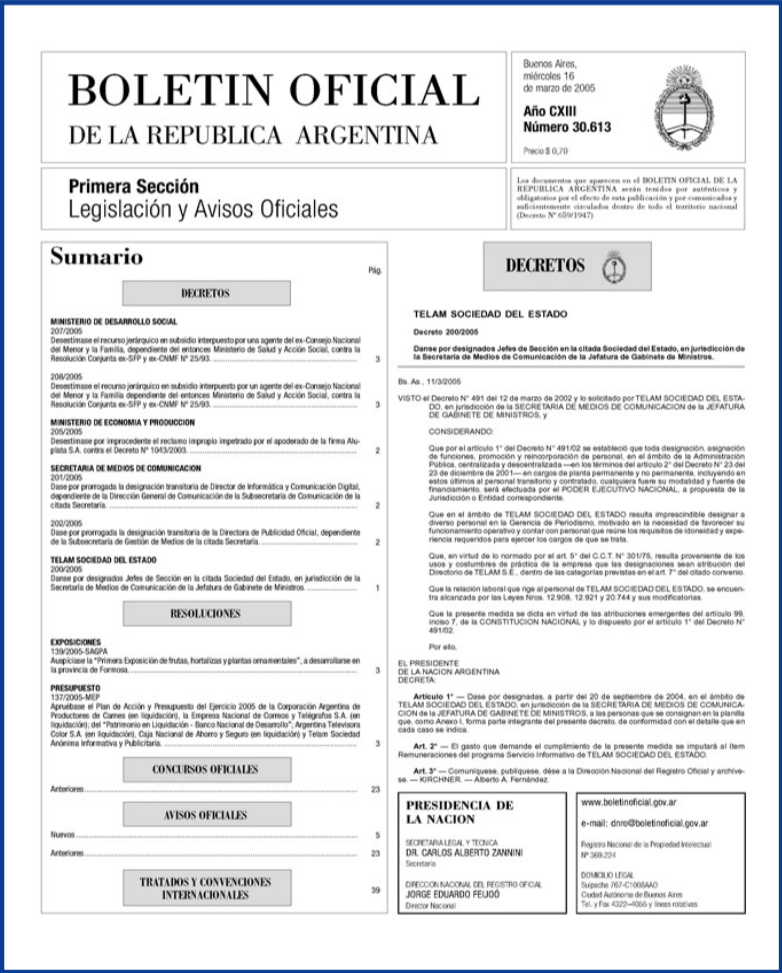 BOLETIN OFICIAL
DE LA REPUBLICA ARGENTINA
Buenos Aires,
miércoles 16
de marzo de 2005
Año CXIII
Número 30.613
Precio $ 0,70
Primera Sección
Legislación y Avisos Oficiales
Los documentos que aparecen en el BOLETIN OFICIAL DE LA
REPUBLICA ARGENTINA serán tenidos por auténticos y
obligatorios por el efecto de esta publicación y por comunicados y
suficientemente circulados dentro de todo el territorio nacional
(Decreto Nº 659/1947)
Sumario
Pág.
DECRETOS
MINISTERIO DE DESARROLLO SOCIAL
207/2005
Desestímase el recurso jerárquico en subsidio interpuesto por una agente del ex-Consejo Nacional
del Menor y la Familia, dependiente del entonces Ministerio de Salud y Acción Social, contra la
Resolución Conjunta ex-SFP y ex-CNMF Nº 25/93. 3
208/2005
Desestímase el recurso jerárquico en subsidio interpuesto por un agente del ex-Consejo Nacional
del Menor y la Familia dependiente del entonces Ministerio de Salud y Acción Social, contra la
Resolución Conjunta ex-SFP y ex-CNMF Nº 25/93. 3
MINISTERIO DE ECONOMIA Y PRODUCCION
205/2005
Desestímase por improcedente el reclamo impropio impetrado por el apoderado de la firma Alu-
plata S.A. contra el Decreto Nº 1043/2003. 2
SECRETARIA DE MEDIOS DE COMUNICACION
201/2005
Dase por prorrogada la designación transitoria de Director de Informática y Comunicación Digital,
dependiente de la Dirección General de Comunicación de la Subsecretaría de Comunicación de la
citada Secretaría. 2
202/2005
Dase por prorrogada la designación transitoria de la Directora de Publicidad Oficial, dependiente
de la Subsecretaría de Gestión de Medios de la citada Secretaría. 2
TELAM SOCIEDAD DEL ESTADO
200/2005
Danse por designados Jefes de Sección en la citada Sociedad del Estado, en jurisdicción de la
Secretaría de Medios de Comunicación de la Jefatura de Gabinete de Ministros. 1
RESOLUCIONES
EXPOSICIONES
139/2005-SAGPA
Auspíciase la "Primera Exposición de frutas, hortalizas y plantas ornamentales", a desarrollarse en
la provincia de Formosa. 3
PRESUPUESTO
137/2005-MEP
Apruébase el Plan de Acción y Presupuesto del Ejercicio 2005 de la Corporación Argentina de
Productores de Carnes (en liquidación), la Empresa Nacional de Correos y Telégrafos S.A. (en
liquidación); del "Patrimonio en Liquidación - Banco Nacional de Desarrollo"; Argentina Televisora
Color S.A. (en liquidación), Caja Nacional de Ahorro y Seguro (en liquidación) y Telam Sociedad
Anónima Informativa y Publicitaria. 3
CONCURSOS OFICIALES
Anteriores 23
AVISOS OFICIALES
Nuevos 5
Anteriores 23
TRATADOS Y CONVENCIONES
INTERNACIONALES 39
DECRETOS
TELAM SOCIEDAD DEL ESTADO
Decreto 200/2005
Danse por designados Jefes de Sección en la citada Sociedad del Estado, en jurisdicción de
la Secretaría de Medios de Comunicación de la Jefatura de Gabinete de Ministros.
Bs. As., 11/3/2005
VISTO el Decreto N° 491 del 12 de marzo de 2002 y lo solicitado por TELAM SOCIEDAD DEL ESTA-
DO, en jurisdicción de la SECRETARIA DE MEDIOS DE COMUNICACION de la JEFATURA
DE GABINETE DE MINISTROS, y
CONSIDERANDO:
Que por el artículo 1° del Decreto N° 491/02 se estableció que toda designación, asignación
de funciones, promoción y reincorporación de personal, en el ámbito de la Administración
Pública, centralizada y descentralizada —en los términos del artículo 2° del Decreto N° 23 del
23 de diciembre de 2001— en cargos de planta permanente y no permanente, incluyendo en
estos últimos al personal transitorio y contratado, cualquiera fuere su modalidad y fuente de
financiamiento, será efectuada por el PODER EJECUTIVO NACIONAL, a propuesta de la
Jurisdicción o Entidad correspondiente.
Que en el ámbito de TELAM SOCIEDAD DEL ESTADO resulta imprescindible designar a
diverso personal en la Gerencia de Periodismo, motivado en la necesidad de favorecer su
funcionamiento operativo y contar con personal que reúne los requisitos de idoneidad y expe-
riencia requeridos para ejercer los cargos de que se trata.
Que, en virtud de lo normado por el art. 5° del C.C.T. N° 301/75, resulta proveniente de los
usos y costumbres de práctica de la empresa que las designaciones sean atribución del
Directorio de TELAM S.E., dentro de las categorías previstas en el art. 7° del citado convenio.
Que la relación laboral que rige al personal de TELAM SOCIEDAD DEL ESTADO, se encuen-
tra alcanzada por las Leyes Nros. 12.908, 12.921 y 20.744 y sus modificatorias.
Que la presente medida se dicta en virtud de las atribuciones emergentes del artículo 99,
inciso 7, de la CONSTITUCION NACIONAL y lo dispuesto por el artículo 1° del Decreto N°
491/02.
Por ello,
EL PRESIDENTE
DE LA NACION ARGENTINA
DECRETA:
Artículo 1° — Dase por designadas, a partir del 20 de septiembre de 2004, en el ámbito de
TELAM SOCIEDAD DEL ESTADO, en jurisdicción de la SECRETARIA DE MEDIOS DE COMUNICA-
CION de la JEFATURA DE GABINETE DE MINISTROS, a las personas que se consignan en la planilla
que, como Anexo I, forma parte integrante del presente decreto, de conformidad con el detalle que en
cada caso se indica.
Art. 2° — El gasto que demande el cumplimiento de la presente medida se imputará al ítem
Remuneraciones del programa Servicio Informativo de TELAM SOCIEDAD DEL ESTADO.
Art. 3° — Comuníquese, publíquese, dése a la Dirección Nacional del Registro Oficial y archíve-
se. — KIRCHNER. — Alberto A. Fernández.
PRESIDENCIA DE
LA NACION
SECRETARIA LEGAL Y TECNICA
DR. CARLOS ALBERTO ZANNINI
Secretario
DIRECCION NACIONAL DEL REGISTRO OFICIAL
JORGE EDUARDO FEIJOÓ
Director Nacional
www.boletinoficial.gov.ar
e-mail: dnro@boletinoficial.gov.ar
Registro Nacional de la Propiedad Intelectual
Nº 369.224
DOMICILIO LEGAL
Suipacha 767-C1008AAO
Ciudad Autónoma de Buenos Aires
Tel. y Fax 4322-4055 y líneas rotativas